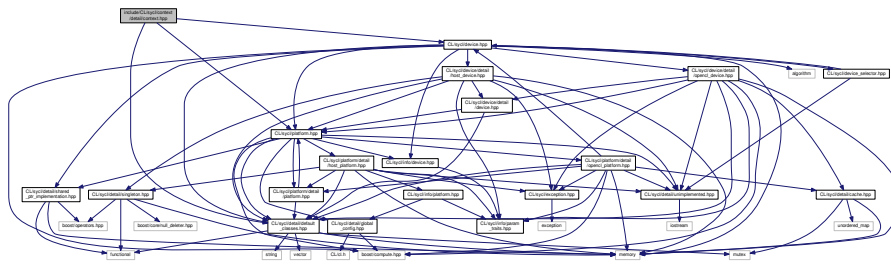 include/CL/sycl/context
/detail/context.hpp
CL/sycl/device.hpp
CL/sycl/device/detail
/host_device.hpp
CL/sycl/device/detail
/opencl_device.hpp
algorithm
CL/sycl/device_selector.hpp
CL/sycl/device/detail
/device.hpp
CL/sycl/platform.hpp
CL/sycl/platform/detail
/host_platform.hpp
CL/sycl/info/device.hpp
CL/sycl/platform/detail
/opencl_platform.hpp
CL/sycl/detail/shared
_ptr_implementation.hpp
CL/sycl/detail/singleton.hpp
CL/sycl/platform/detail
/platform.hpp
CL/sycl/info/platform.hpp
CL/sycl/exception.hpp
CL/sycl/detail/unimplemented.hpp
CL/sycl/detail/cache.hpp
boost/operators.hpp
boost/core/null_deleter.hpp
CL/sycl/detail/default
_classes.hpp
CL/sycl/detail/global
_config.hpp
CL/sycl/info/param
_traits.hpp
exception
iostream
unordered_map
functional
string
vector
CL/cl.h
boost/compute.hpp
memory
mutex